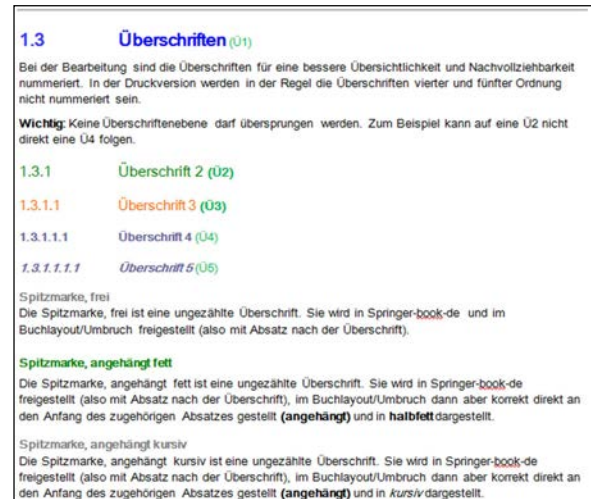 1.3 Überschriften (Ü1)
Bei der Bearbeitung sind die Überschriften für eine bessere Übersichtlichkeit und Nachvollziehbarkeit
nummeriert. In der Druckversion werden in der Regel die Überschriften vierter und fünfter Ordnung
nicht nummeriert sein.
Wichtig: Keine Überschriftenebene darf übersprungen werden. Zum Beispiel kann auf eine Ü2 nicht
direkt eine Ü4 folgen.
1.3.1 Überschrift 2 (Ü2)
1.3.1.1 Überschrift 3 (Ü3)
1.3.1.1.1 Überschrift 4 (Ü4)
1.3.1.1.1.1 Überschrift 5 (Ü5)
Spitzmarke, frei
Die Spitzmarke, frei ist eine ungezählte Überschrift. Sie wird in Springer-book-de und im
Buchlayout/Umbruch freigestellt (also mit Absatz nach der Überschrift).
Spitzmarke, angehängt fett
Die Spitzmarke, angehängt fett ist eine ungezählte Überschrift. Sie wird in Springer-book-de
freigestellt (also mit Absatz nach der Überschrift), im Buchlayout/Umbruch dann aber korrekt direkt an
den Anfang des zugehörigen Absatzes gestellt (angehängt) und in halbfett dargestellt.
Spitzmarke, angehängt kursiv
Die Spitzmarke, angehängt kursiv ist eine ungezählte Überschrift. Sie wird in Springer-book-de
freigestellt (also mit Absatz nach der Überschrift), im Buchlayout/Umbruch dann aber korrekt direkt an
den Anfang des zugehörigen Absatzes gestellt (angehängt) und in kursiv dargestellt.